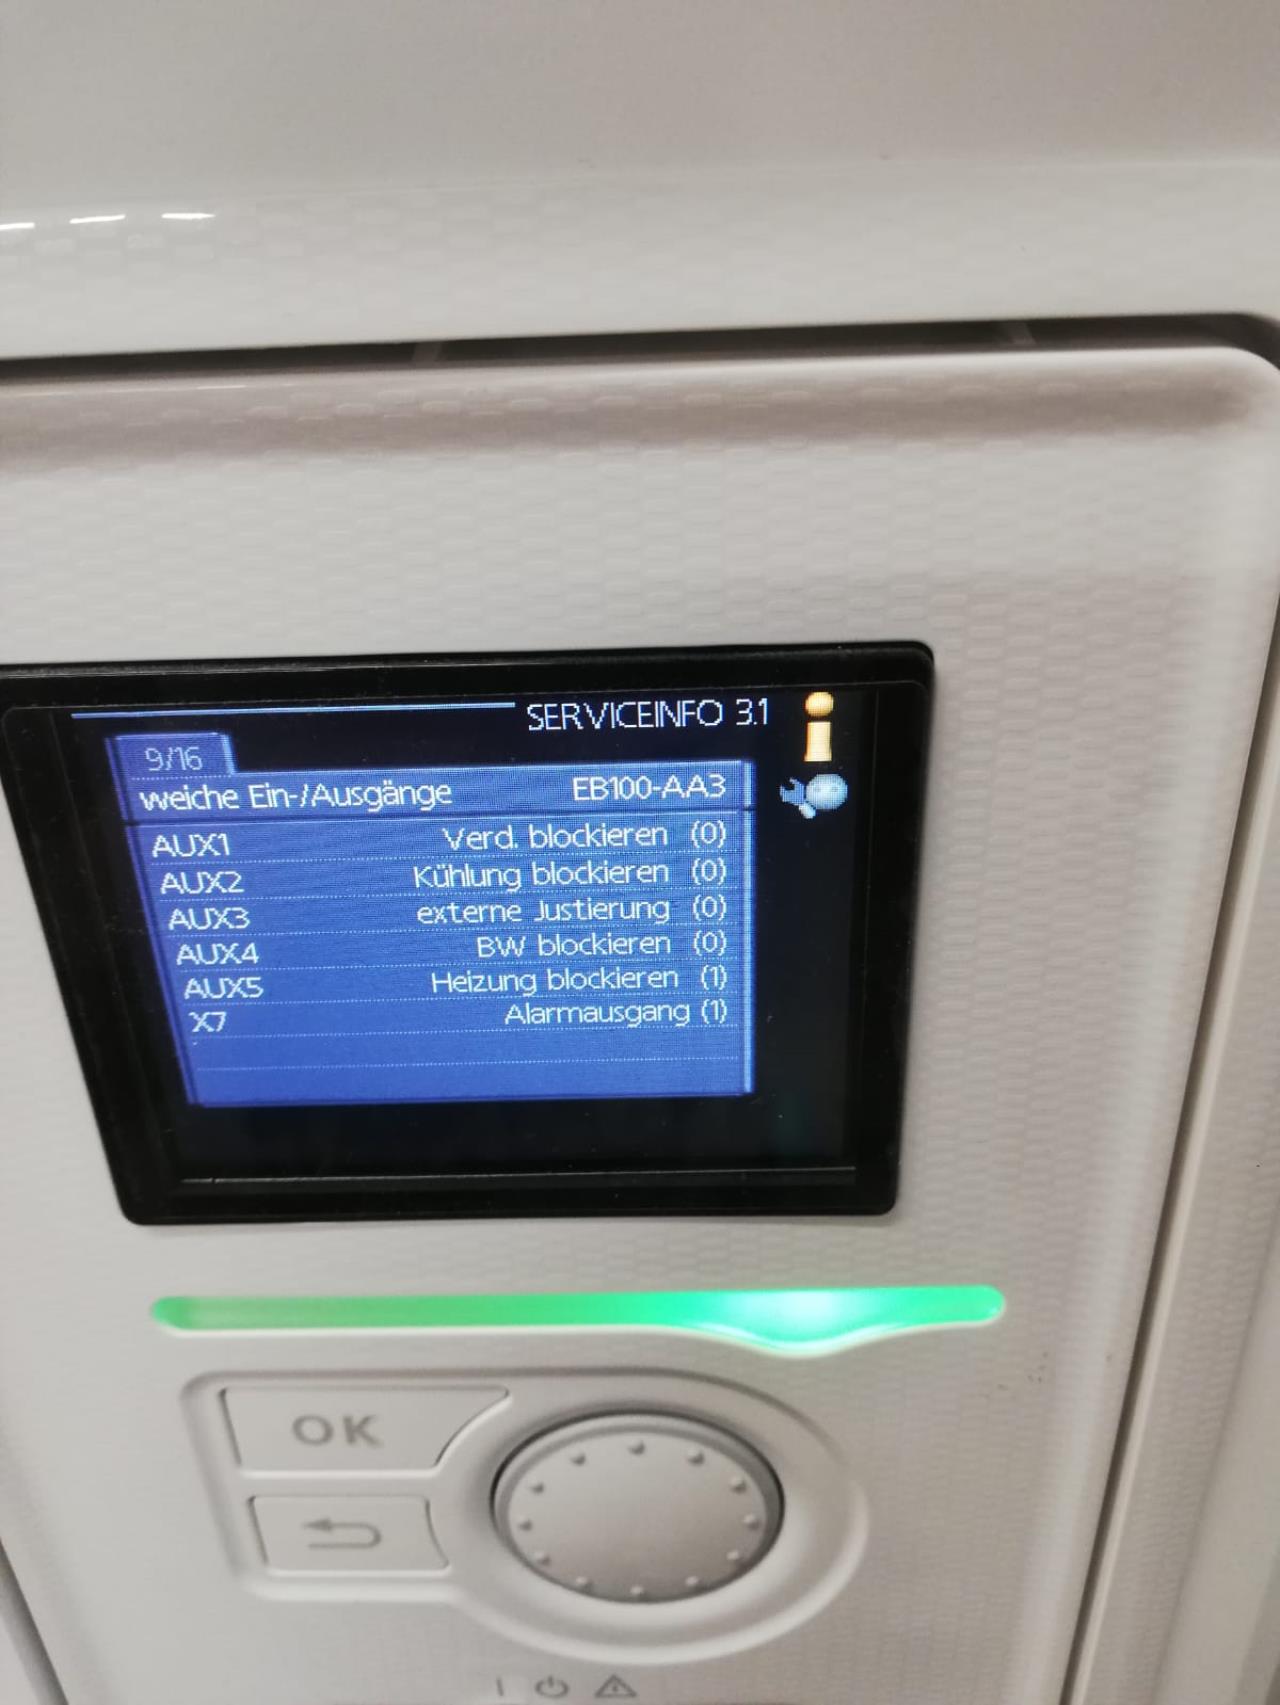 SERVICEINFO 3.1
9/16
weiche Ein-/Ausgänge EB100-AA3
AUX1 Verd. blockieren (0)
AUX2 Kühlung blockieren (0)
AUX3 externe Justierung (0)
AUX4 BW blockieren (0)
AUX5 Heizung blockieren (1)
X7 Alarmausgang (1)
OK